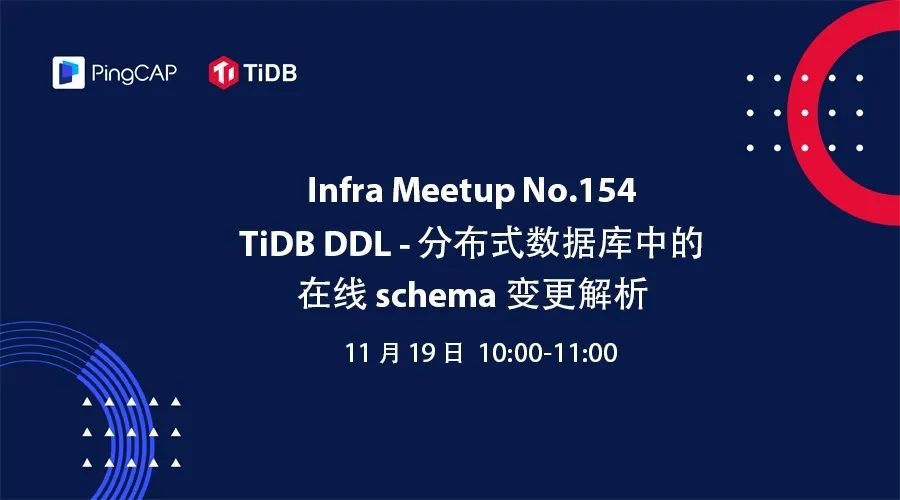 PingCAP TiDB
Infra Meetup No.154
TiDB DDL - 分布式数据库中的
在线 schema 变更解析
11 月 19 日 10:00-11:00